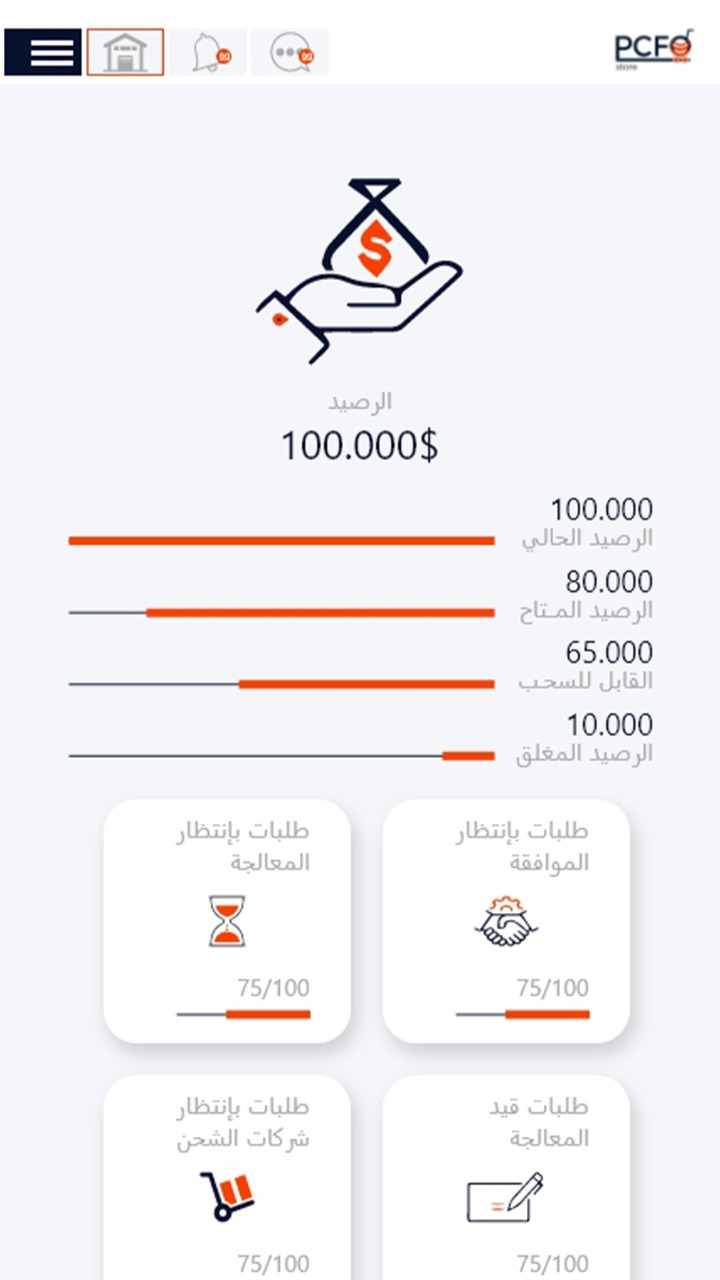 PCFO
store
99
99
الرصيد
100.000$
100.000
الرصيد الحالي
80.000
الرصيد المـتاح
65.000
القابل للسحب
10.000
الرصيد المغلق
طلبات بإنتظار
الموافقة
75/100
طلبات بإنتظار
المعالجة
75/100
طلبات قيد
المعالجة
75/100
طلبات بإنتظار
شركات الشحن
75/100